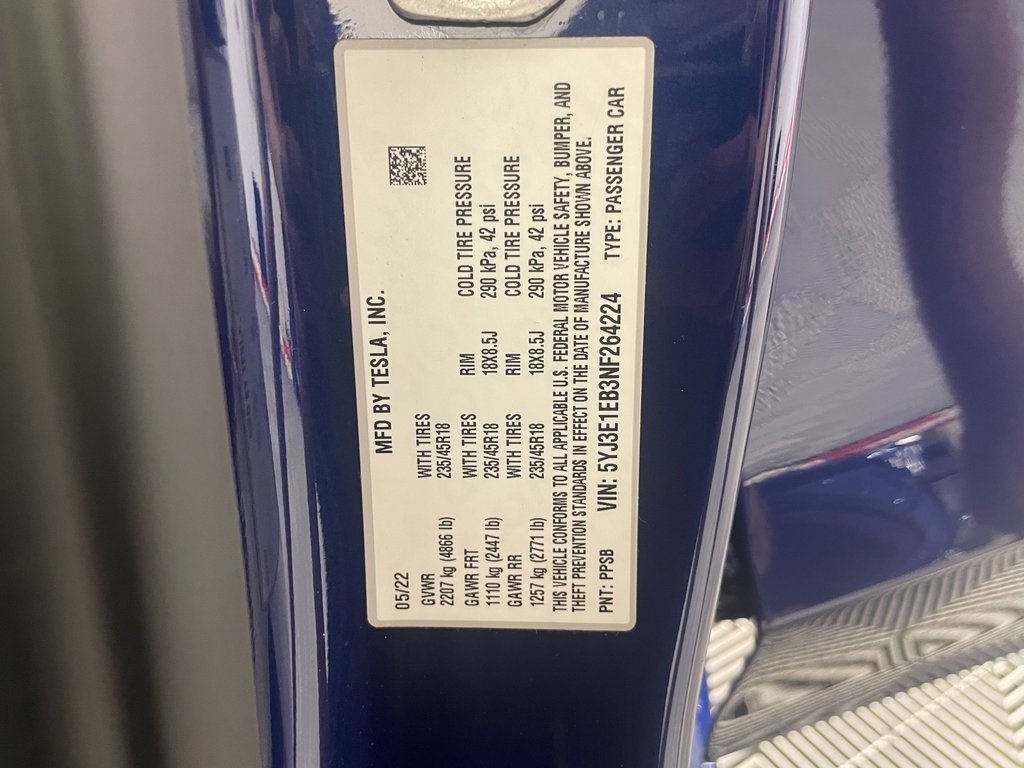 MFD BY TESLA, INC.
05/22
GVWR WITH TIRES
2207 kg (4866 lb) 235/45R18
GAWR FRT WITH TIRES RIM COLD TIRE PRESSURE
1110 kg (2447 lb) 235/45R18 18X8.5J 290 kPa, 42 psi
GAWR RR WITH TIRES RIM COLD TIRE PRESSURE
1257 kg (2771 lb) 235/45R18 18X8.5J 290 kPa, 42 psi
THIS VEHICLE CONFORMS TO ALL APPLICABLE U.S. FEDERAL MOTOR VEHICLE SAFETY, BUMPER, AND
THEFT PREVENTION STANDARDS IN EFFECT ON THE DATE OF MANUFACTURE SHOWN ABOVE.
PNT: PPSB VIN: 5YJ3E1EB3NF264224 TYPE: PASSENGER CAR